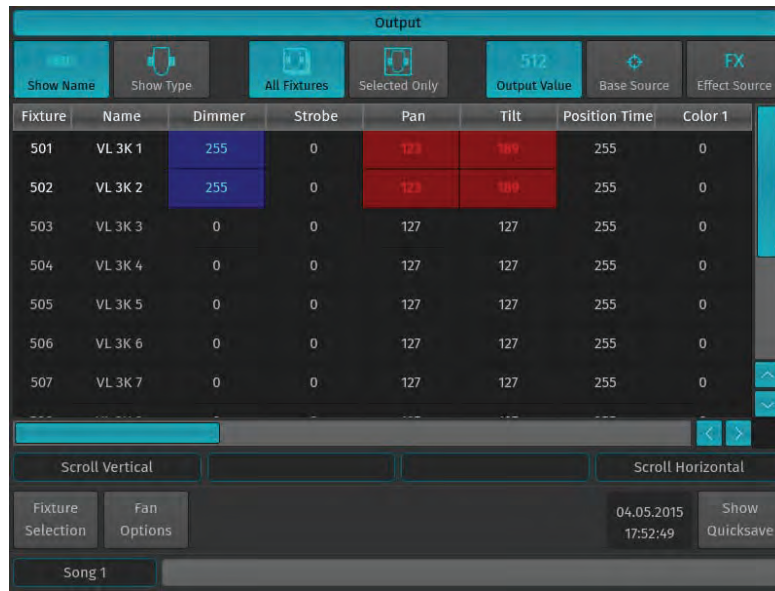 Output
Show Name Show Type All Fixtures Selected Only 512 Output Value Base Source FX Effect Source
Fixture Name Dimmer Strobe Pan Tilt Position Time Color 1
501 VL 3K 1 255 0 123 189 255 0
502 VL 3K 2 255 0 123 189 255 0
503 VL 3K 3 0 0 127 127 255 0
504 VL 3K 4 0 0 127 127 255 0
505 VL 3K 5 0 0 127 127 255 0
506 VL 3K 6 0 0 127 127 255 0
507 VL 3K 7 0 0 127 127 255 0
Scroll Vertical Scroll Horizontal
Fixture Selection Fan Options 04.05.2015 17:52:49 Show Quicksave
Song 1